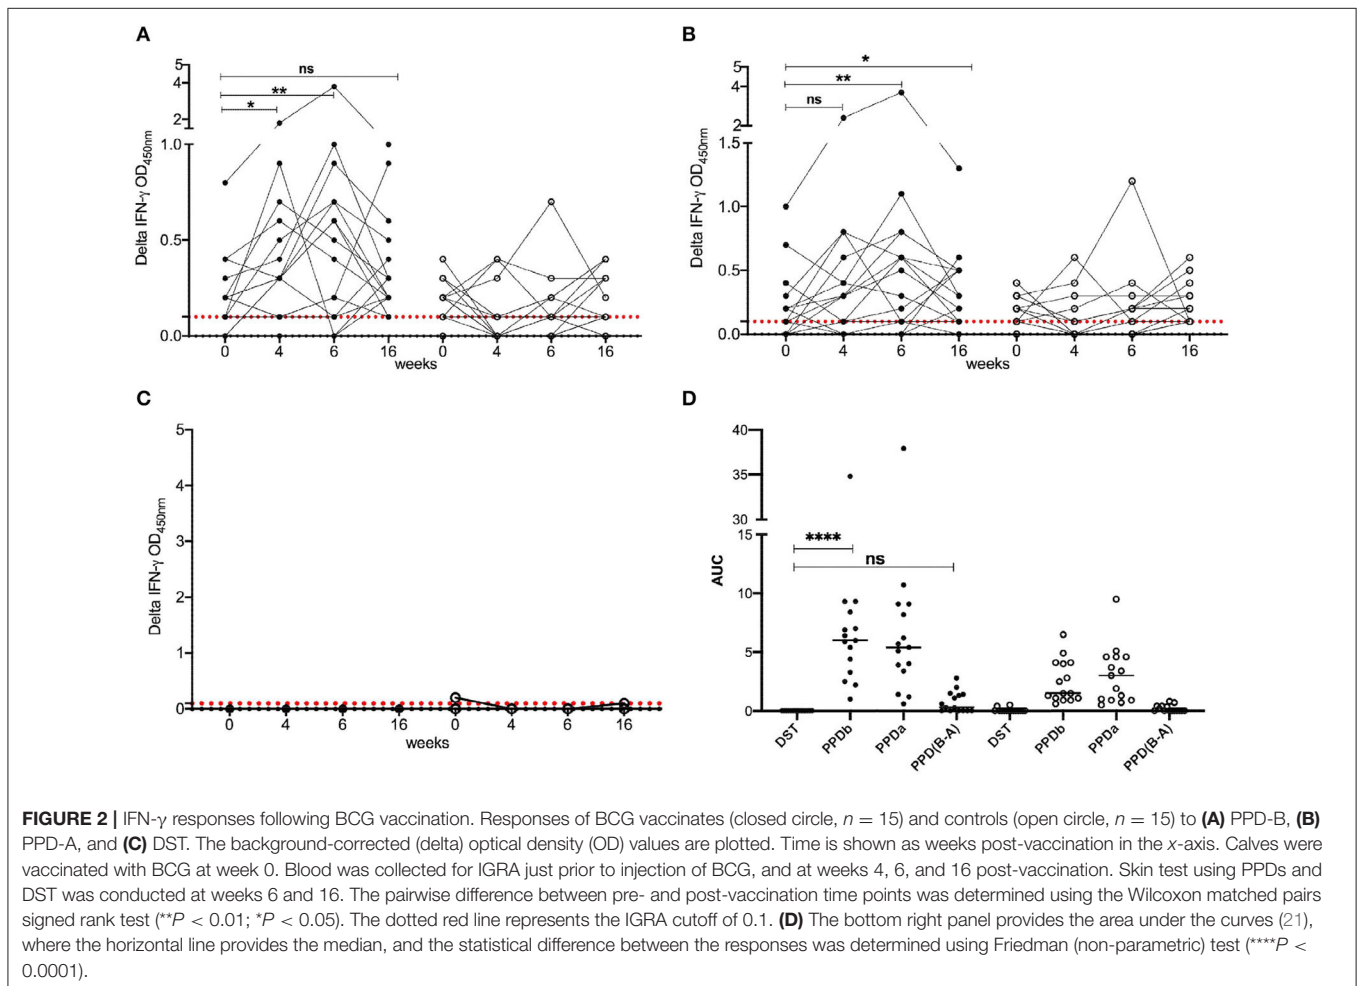 A
5
4
2
1.0
0.5
0.0
Delta IFN-γ OD450nm
ns
**
*
0 4 6 16 0 4 6 16
weeks
B
5
4
2
1.5
1.0
0.5
0.0
Delta IFN-γ OD450nm
*
**
ns
0 4 6 16 0 4 6 16
weeks
C
5
4
3
2
1
0
Delta IFN-γ OD450nm
0 4 6 16 0 4 6 16
weeks
D
40
35
30
15
10
5
0
AUC
****
ns
DST PPDb PPDa PPD(B-A) DST PPDb PPDa PPD(B-A)
FIGURE 2 | IFN-γ responses following BCG vaccination. Responses of BCG vaccinates (closed circle, n = 15) and controls (open circle, n = 15) to (A) PPD-B, (B)
PPD-A, and (C) DST. The background-corrected (delta) optical density (OD) values are plotted. Time is shown as weeks post-vaccination in the x-axis. Calves were
vaccinated with BCG at week 0. Blood was collected for IGRA just prior to injection of BCG, and at weeks 4, 6, and 16 post-vaccination. Skin test using PPDs and
DST was conducted at weeks 6 and 16. The pairwise difference between pre- and post-vaccination time points was determined using the Wilcoxon matched pairs
signed rank test (**P < 0.01; *P < 0.05). The dotted red line represents the IGRA cutoff of 0.1. (D) The bottom right panel provides the area under the curves (21),
where the horizontal line provides the median, and the statistical difference between the responses was determined using Friedman (non-parametric) test (****P <
0.0001).